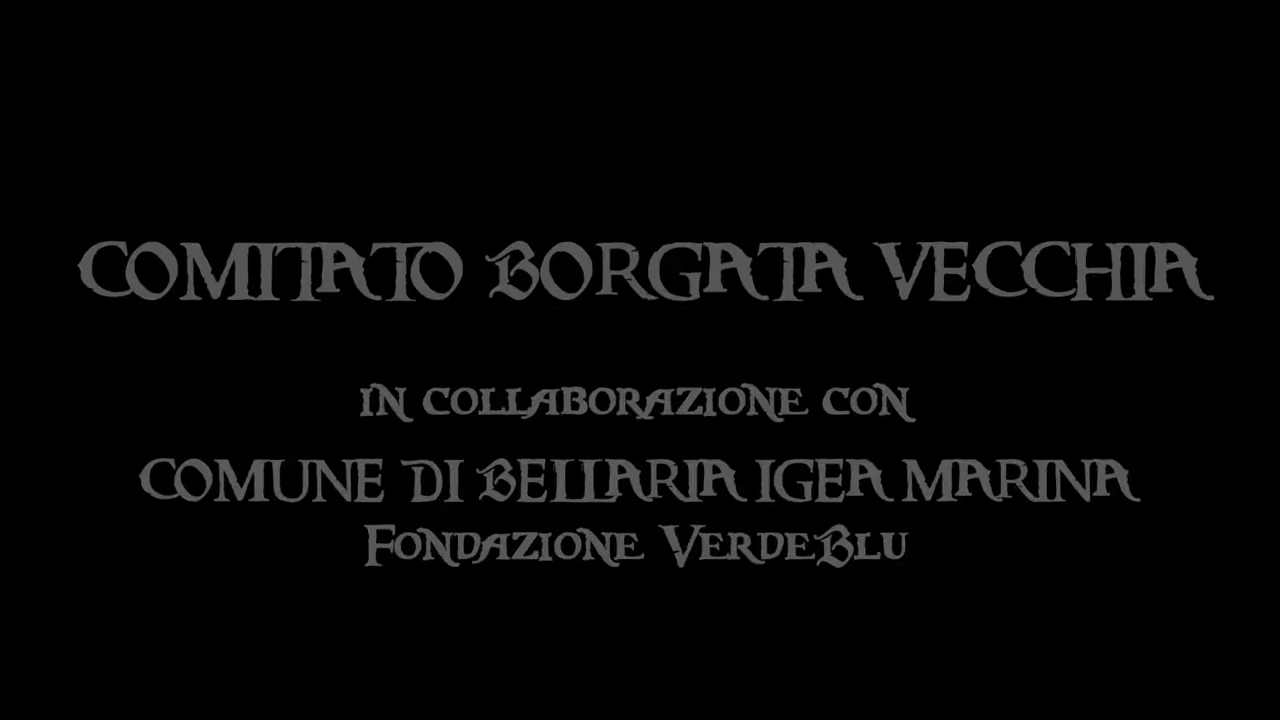 COMITATO BORGATA VECCHIA
IN COLLABORAZIONE CON
COMUNE DI BELLARIA IGEA MARINA
FONDAZIONE VERDEBLU